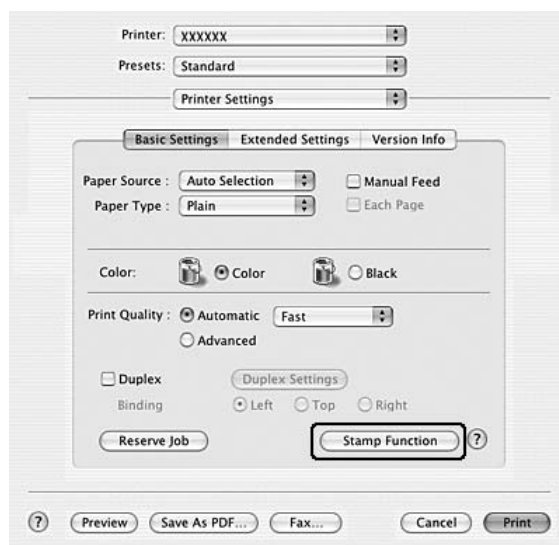 Printer: XXXXXX
Presets: Standard
Printer Settings
Basic Settings Extended Settings Version Info
Paper Source : Auto Selection Manual Feed
Paper Type : Plain Each Page
Color: Color Black
Print Quality : Automatic Fast
Advanced
Duplex Duplex Settings
Binding Left Top Right
Reserve Job Stamp Function ?
? Preview Save As PDF... Fax... Cancel Print